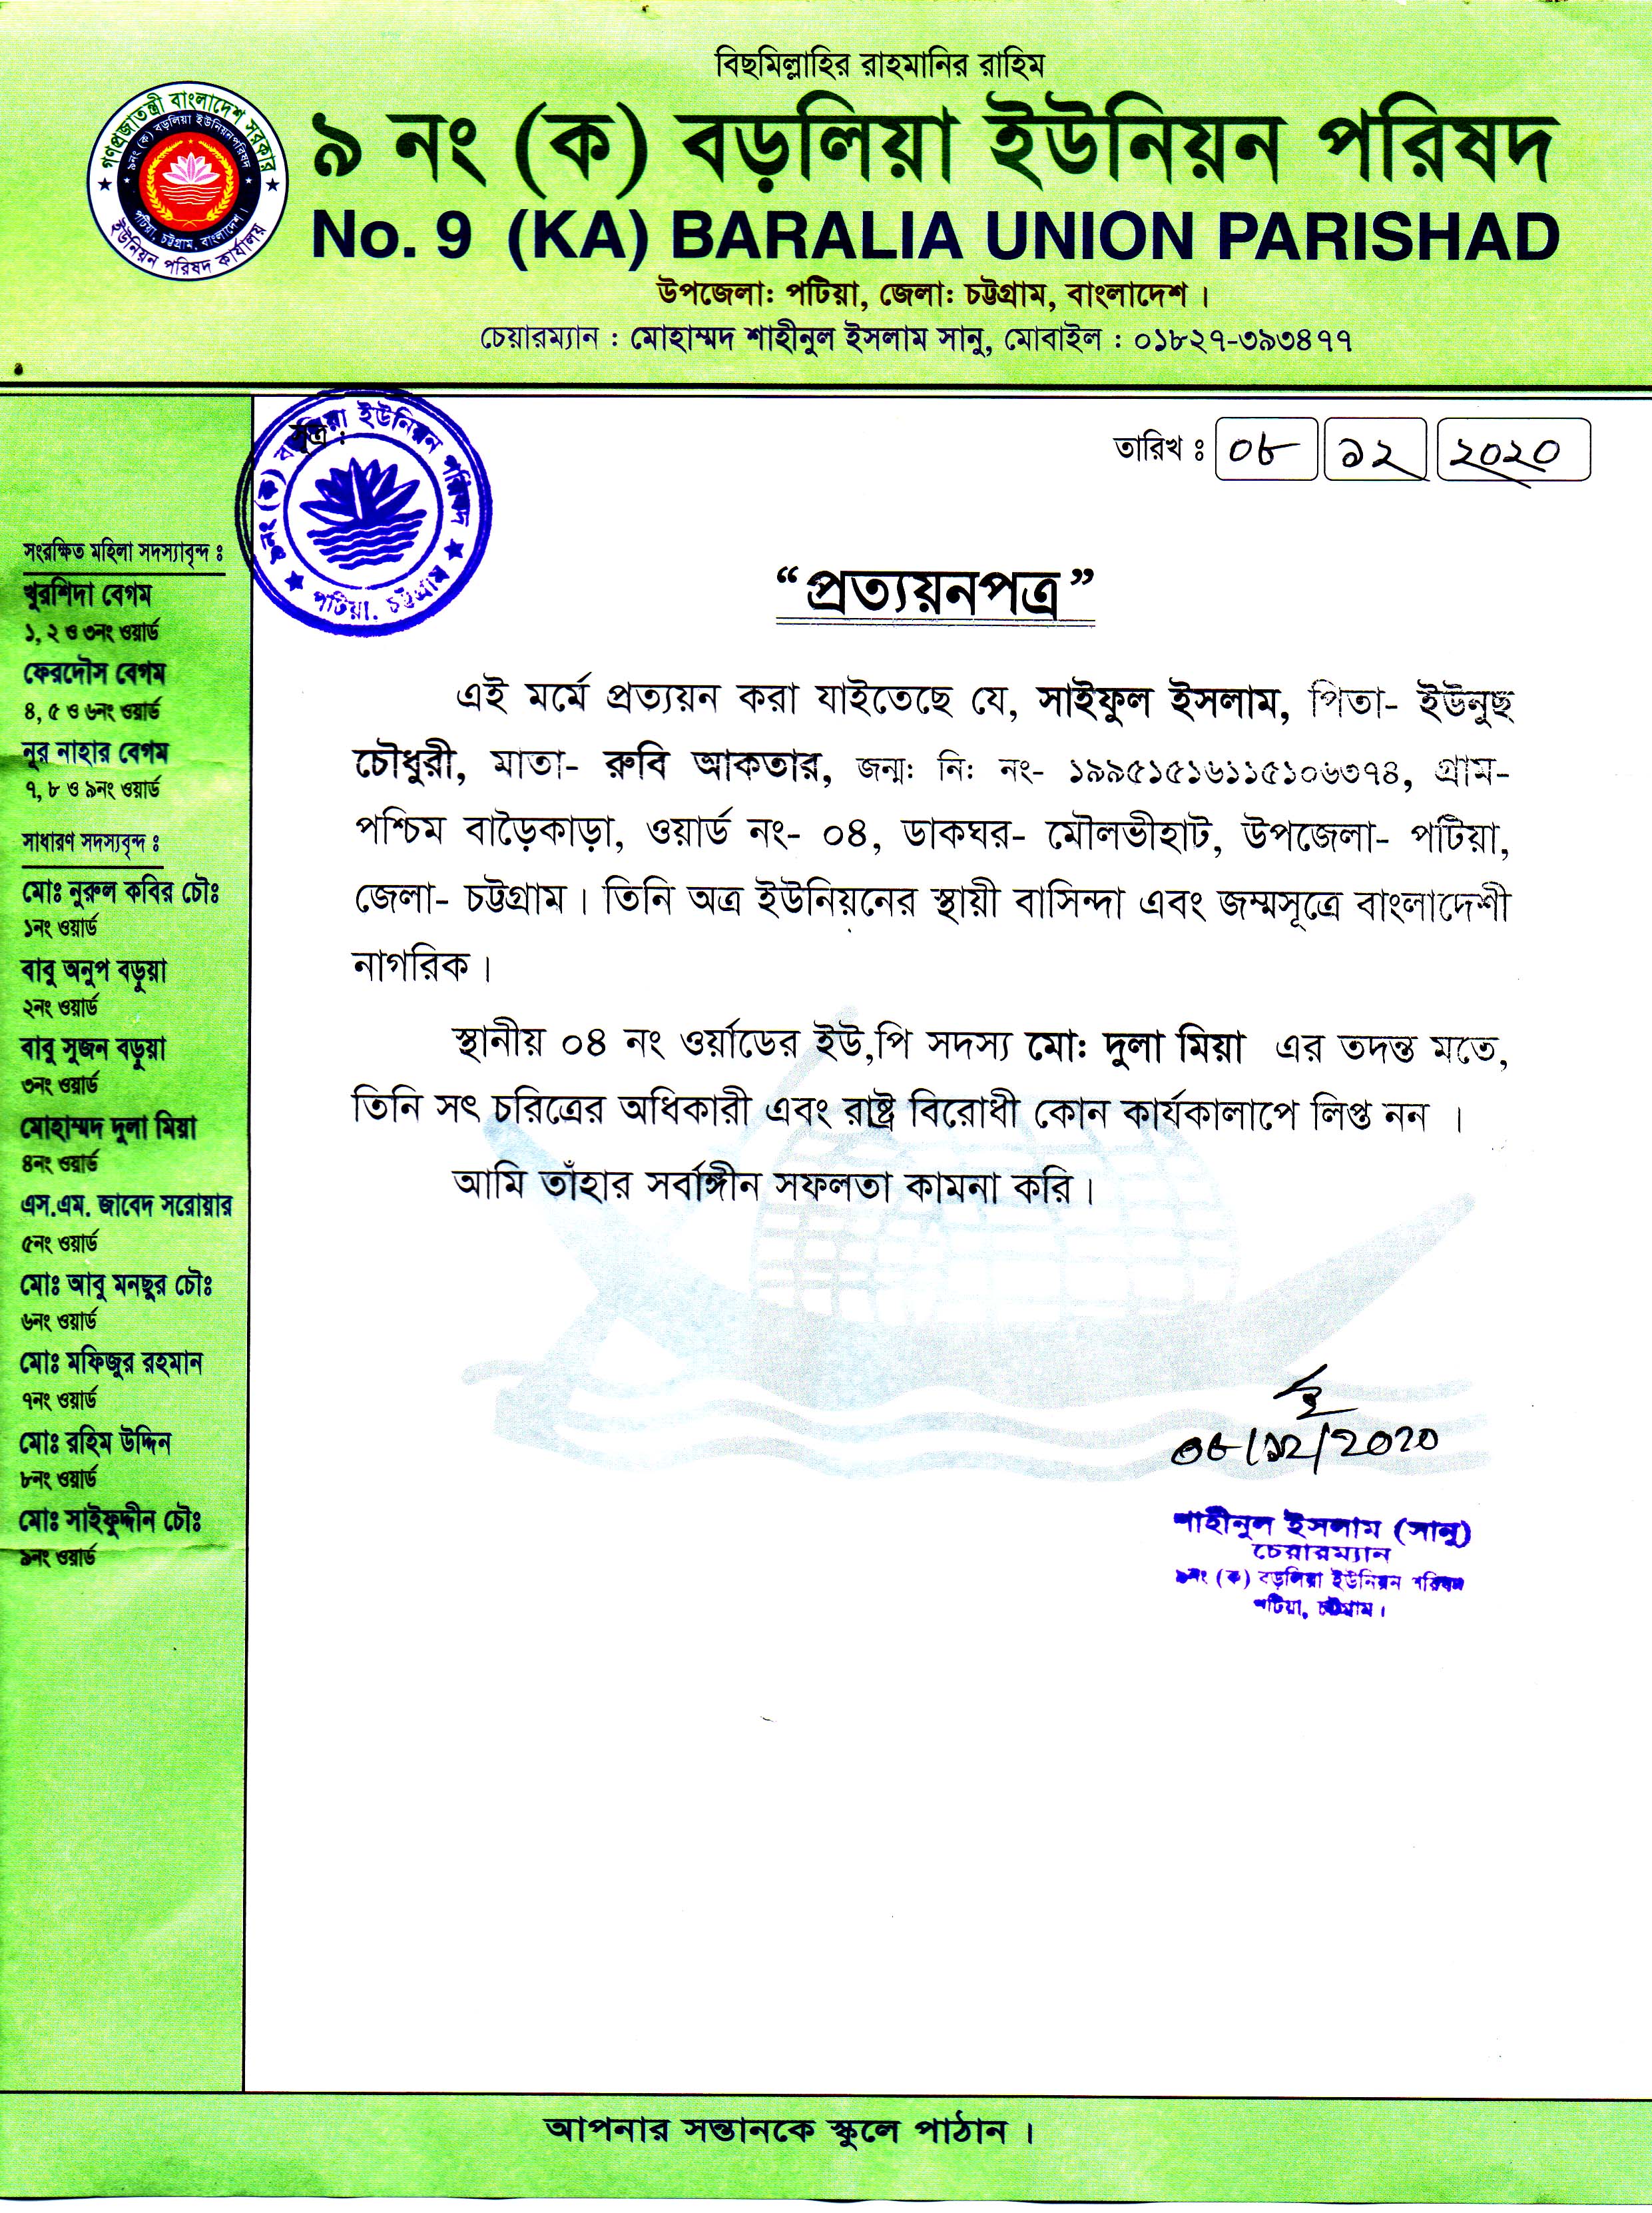 বিছমিল্লাহির রাহমানির রাহিম
৯ নং (ক) বড়লিয়া ইউনিয়ন পরিষদ
No. 9 (KA) BARALIA UNION PARISHAD
উপজেলা: পটিয়া, জেলা: চট্টগ্রাম, বাংলাদেশ।
চেয়ারম্যান : মোহাম্মদ শাহীনুল ইসলাম সানু, মোবাইল : ০১৮২৭-৩৯৩৪৭৭
গণপ্রজাতন্ত্রী বাংলাদেশ সরকার
৯নং (ক) বড়লিয়া ইউনিয়নপরিষদ
পটিয়া, চট্টগ্রাম, বাংলাদেশ।
ইউনিয়ন পরিষদ কার্যালয়
সূত্র :
৯নং (ক) বড়লিয়া ইউনিয়ন পরিষদ
পটিয়া, চট্টগ্রাম
তারিখ ঃ ০৮ ১২ ২০২০
সংরক্ষিত মহিলা সদস্যাবৃন্দ ঃ
খুরশিদা বেগম
১, ২ ও ৩নং ওয়ার্ড
ফেরদৌস বেগম
৪, ৫ ও ৬নং ওয়ার্ড
নুর নাহার বেগম
৭, ৮ ও ৯নং ওয়ার্ড
সাধারণ সদস্যবৃন্দ ঃ
মোঃ নুরুল কবির চৌঃ
১নং ওয়ার্ড
বাবু অনুপ বড়ুয়া
২নং ওয়ার্ড
বাবু সুজন বড়ুয়া
৩নং ওয়ার্ড
মোহাম্মদ দুলা মিয়া
৪নং ওয়ার্ড
এস.এম. জাবেদ সরোয়ার
৫নং ওয়ার্ড
মোঃ আবু মনছুর চৌঃ
৬নং ওয়ার্ড
মোঃ মফিজুর রহমান
৭নং ওয়ার্ড
মোঃ রহিম উদ্দিন
৮নং ওয়ার্ড
মোঃ সাইফুদ্দীন চৌঃ
৯নং ওয়ার্ড
“প্রত্যয়নপত্র”
এই মর্মে প্রত্যয়ন করা যাইতেছে যে, সাইফুল ইসলাম, পিতা- ইউনুছ
চৌধুরী, মাতা- রুবি আকতার, জন্ম: নি: নং- ১৯৯৫১৫১৬১১৫১০৬৩৭৪, গ্রাম-
পশ্চিম বাড়ৈকাড়া, ওয়ার্ড নং- ০৪, ডাকঘর- মৌলভীহাট, উপজেলা- পটিয়া,
জেলা- চট্টগ্রাম। তিনি অত্র ইউনিয়নের স্থায়ী বাসিন্দা এবং জম্মসূত্রে বাংলাদেশী
নাগরিক।
স্থানীয় ০৪ নং ওর্য়াডের ইউ,পি সদস্য মো: দুলা মিয়া এর তদন্ত মতে,
তিনি সৎ চরিত্রের অধিকারী এবং রাষ্ট্র বিরোধী কোন কার্যকালাপে লিপ্ত নন ।
আমি তাঁহার সর্বাঙ্গীন সফলতা কামনা করি।
০৮/১২/২০২০
শাহীনুল ইসলাম (সানু)
চেয়ারম্যান
৯নং (ক) বড়লিয়া ইউনিয়ন পরিষদ
পটিয়া, চট্টগ্রাম।
আপনার সন্তানকে স্কুলে পাঠান ।